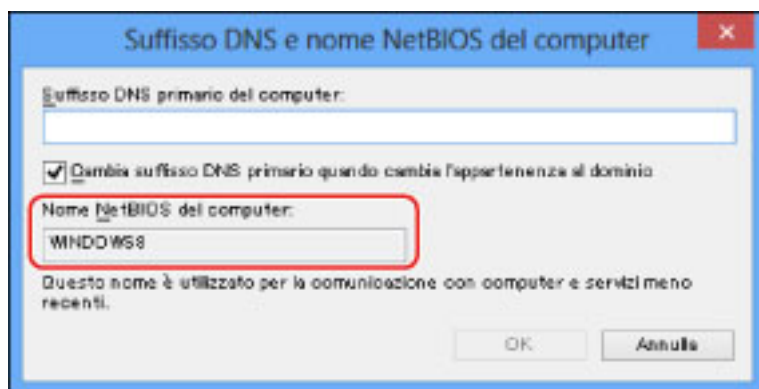 Suffisso DNS e nome NetBIOS del computer
Suffisso DNS primario del computer:
Cambia suffisso DNS primario quando cambia l'appartenenza al dominio
Nome NetBIOS del computer:
WINDOWS8
Questo nome è utilizzato per la comunicazione con computer e servizi meno
recenti.
OK
Annulla